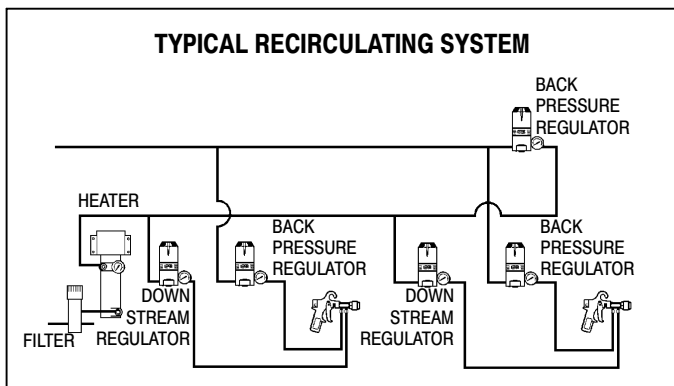 TYPICAL RECIRCULATING SYSTEM
BACK
PRESSURE
REGULATOR
HEATER
BACK
PRESSURE
REGULATOR
BACK
PRESSURE
REGULATOR
DOWN
STREAM
REGULATOR
DOWN
STREAM
REGULATOR
FILTER